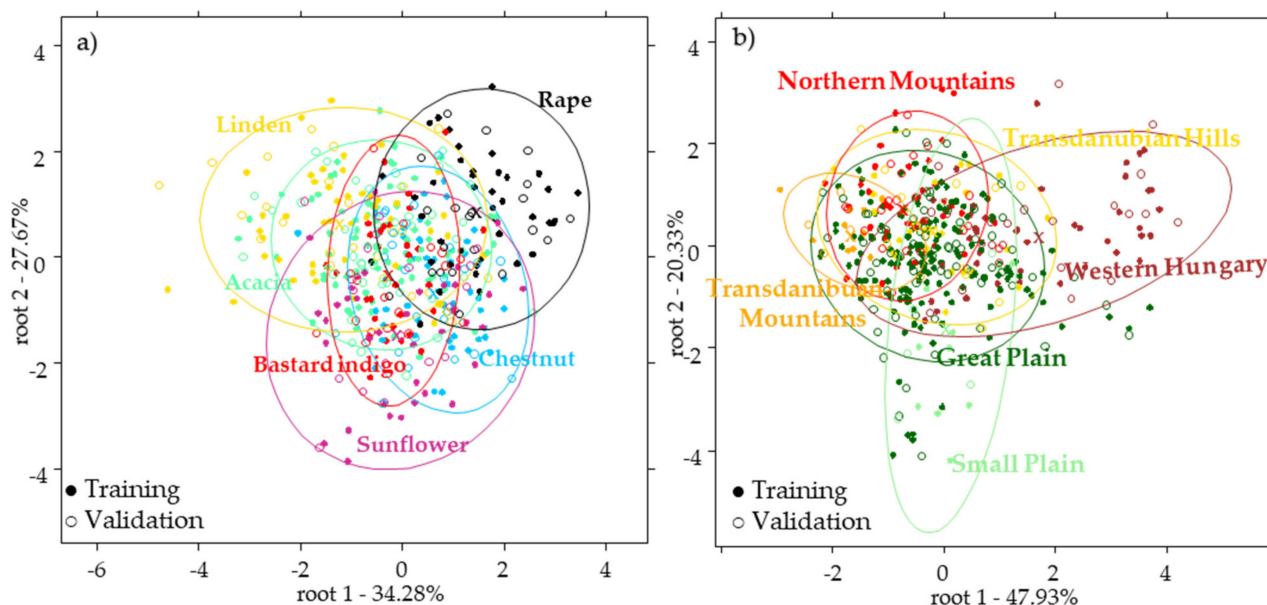 a)
Linden
Rape
Acacia
Bastard indigo
Chestnut
Sunflower
● Training
○ Validation
4
2
0
-2
-4
root 2 - 27.67%
-6
-4
-2
0
2
4
root 1 - 34.28%
b)
Northern Mountains
Transdanubian Hills
Western Hungary
Transdanibuian
Mountains
Great Plain
Small Plain
● Training
○ Validation
4
2
0
-2
-4
root 2 - 20.33%
-2
0
2
4
root 1 - 47.93%